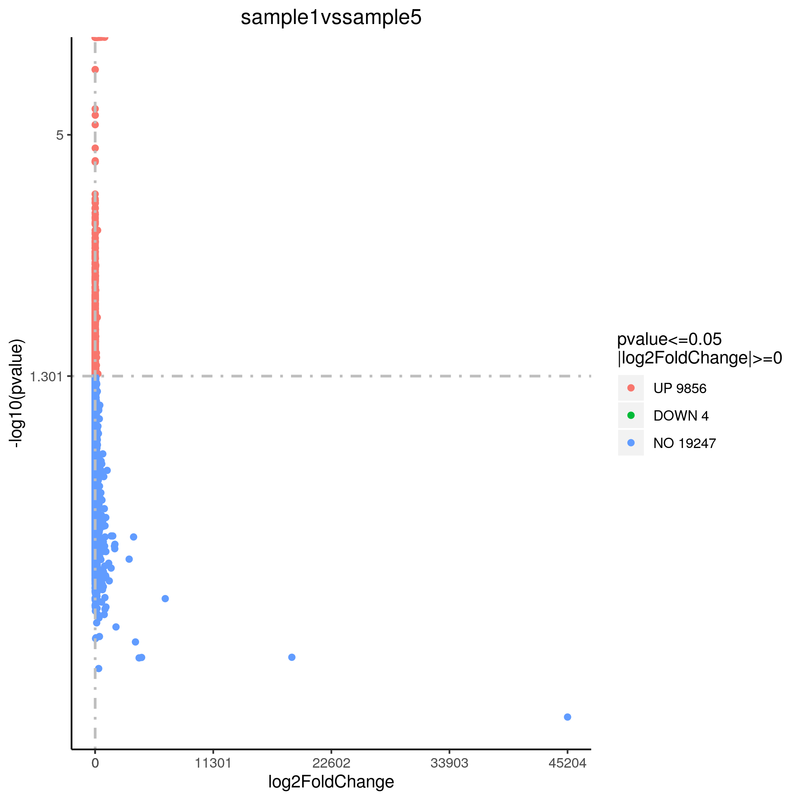 sample1vssample5
5
1.301
-log10(pvalue)
0
11301
22602
33903
45204
log2FoldChange
pvalue<=0.05
|log2FoldChange|>=0
UP 9856
DOWN 4
NO 19247